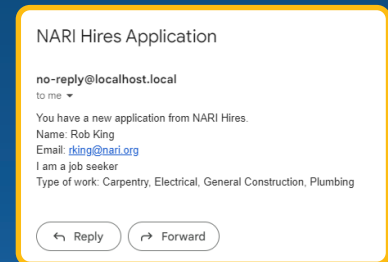 NARI Hires Application
no-reply@localhost.local
to me
You have a new application from NARI Hires.
Name: Rob King
Email: rking@nari.org
I am a job seeker
Type of work: Carpentry, Electrical, General Construction, Plumbing
Reply Forward